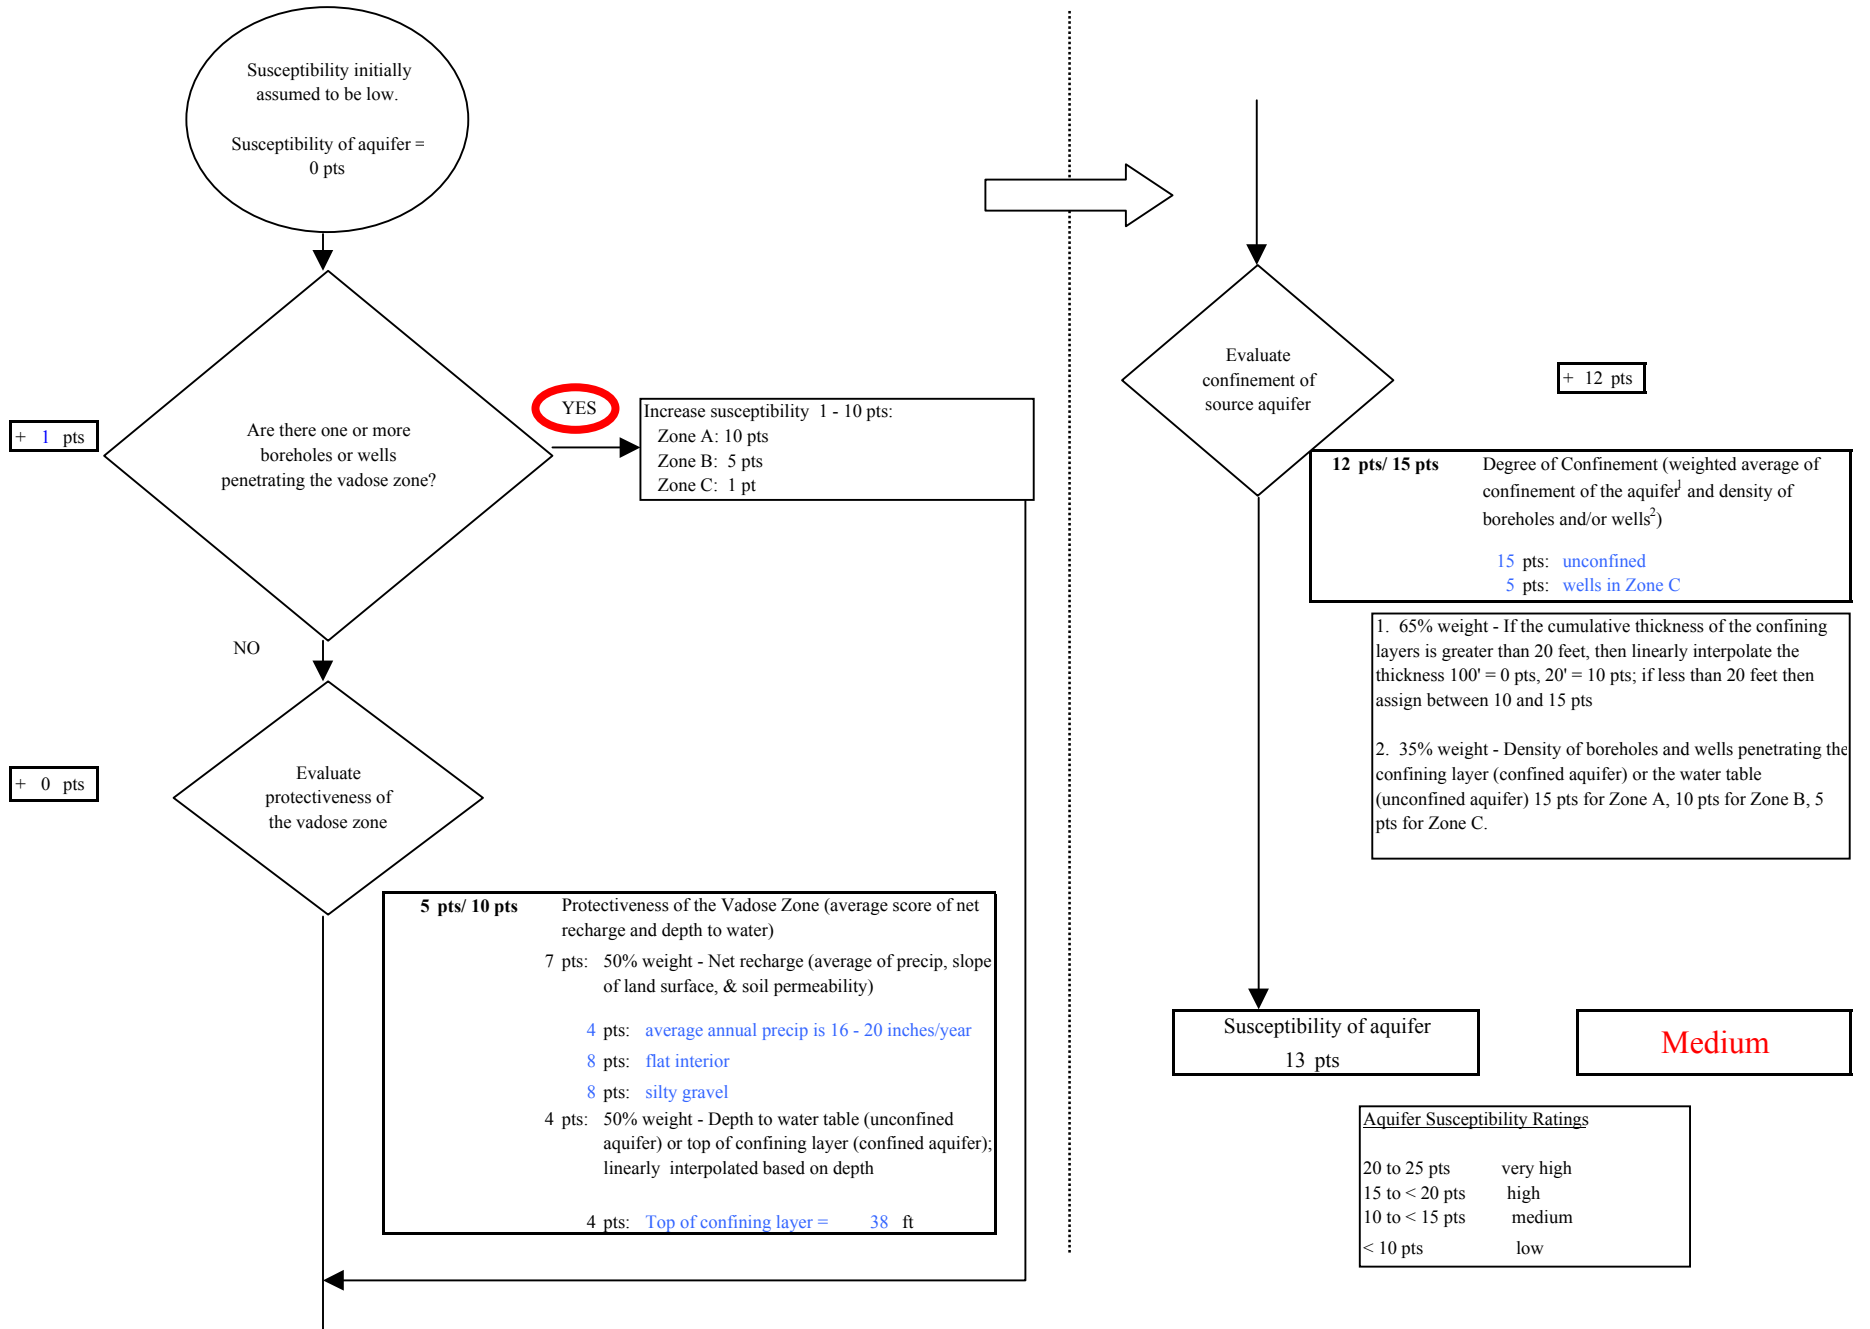 Susceptibility initially
assumed to be low.
Susceptibility of aquifer =
0 pts
+ 1 pts
Are there one or more
boreholes or wells
penetrating the vadose zone?
YES
Increase susceptibility 1 - 10 pts:
Zone A: 10 pts
Zone B: 5 pts
Zone C: 1 pt
NO
+ 0 pts
Evaluate
protectiveness of
the vadose zone
5 pts/ 10 pts Protectiveness of the Vadose Zone (average score of net
recharge and depth to water)
7 pts: 50% weight - Net recharge (average of precip, slope
of land surface, & soil permeability)
4 pts: average annual precip is 16 - 20 inches/year
8 pts: flat interior
8 pts: silty gravel
4 pts: 50% weight - Depth to water table (unconfined
aquifer) or top of confining layer (confined aquifer);
linearly interpolated based on depth
4 pts: Top of confining layer = 38 ft
Evaluate
confinement of
source aquifer
+ 12 pts
12 pts/ 15 pts Degree of Confinement (weighted average of
confinement of the aquifer1 and density of
boreholes and/or wells2)
15 pts: unconfined
5 pts: wells in Zone C
1. 65% weight - If the cumulative thickness of the confining
layers is greater than 20 feet, then linearly interpolate the
thickness 100' = 0 pts, 20' = 10 pts; if less than 20 feet then
assign between 10 and 15 pts
2. 35% weight - Density of boreholes and wells penetrating the
confining layer (confined aquifer) or the water table
(unconfined aquifer) 15 pts for Zone A, 10 pts for Zone B, 5
pts for Zone C.
Susceptibility of aquifer
13 pts
Medium
Aquifer Susceptibility Ratings
20 to 25 pts very high
15 to < 20 pts high
10 to < 15 pts medium
< 10 pts low